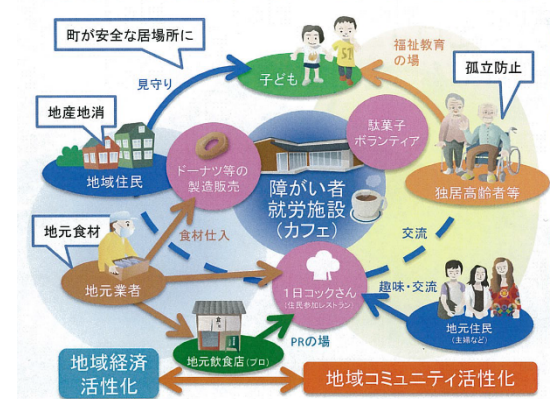 町が安全な居場所に
子ども
福祉教育
の場
孤立防止
見守り
地産地消
地域住民
ドーナツ等の
製造販売
駄菓子
ボランティア
障がい者
就労施設
(カフェ)
独居高齢者等
地元食材
食材仕入
交流
地元業者
1日コックさん
(住民参加レストラン)
趣味・交流
地元住民
(主婦など)
地元飲食店(プロ)
PRの場
地域経済
活性化
地域コミュニティ活性化